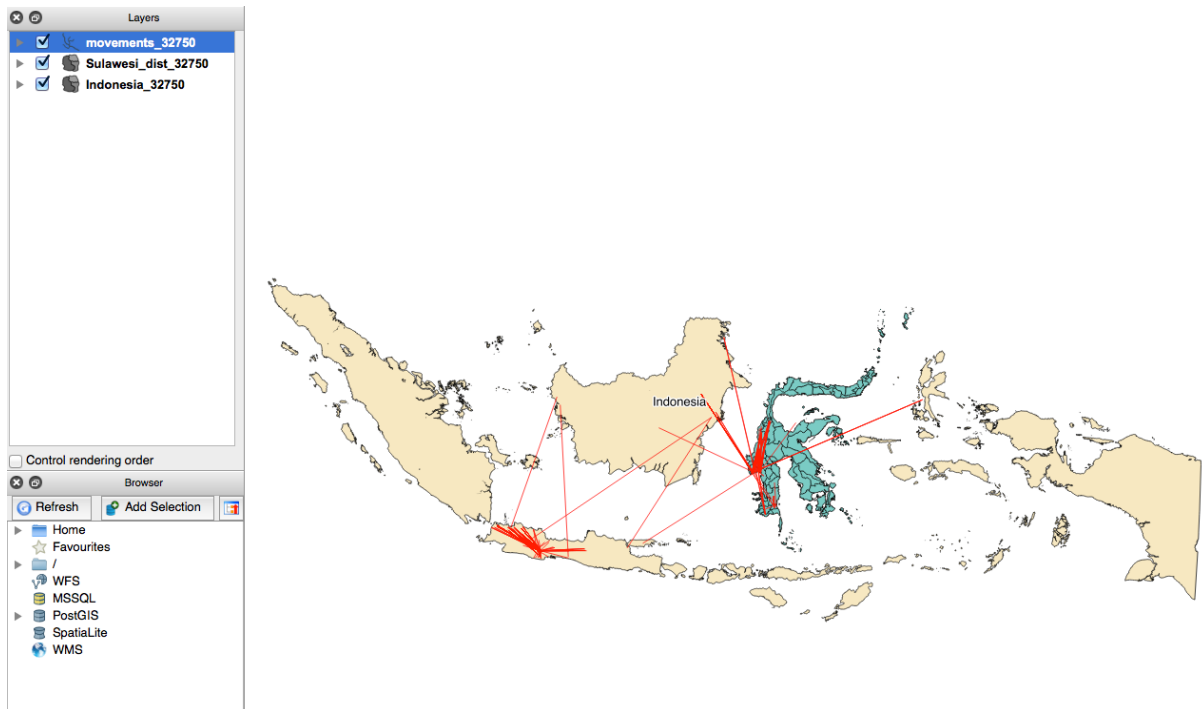 Layers
movements_32750
Sulawesi_dist_32750
Indonesia_32750
Control rendering order
Browser
Refresh
Add Selection
Home
Favourites
/
WFS
MSSQL
PostGIS
SpatiaLite
WMS
Indonesia